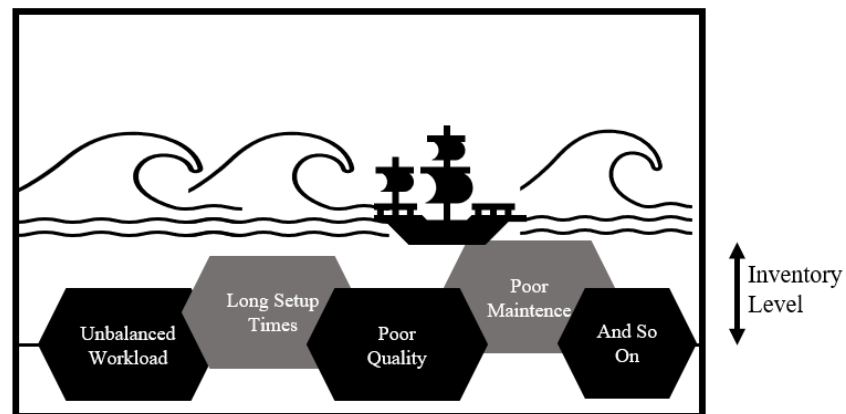 Unbalanced
Workload
Long Setup
Times
Poor
Quality
Poor
Maintence
And So
On
Inventory
Level